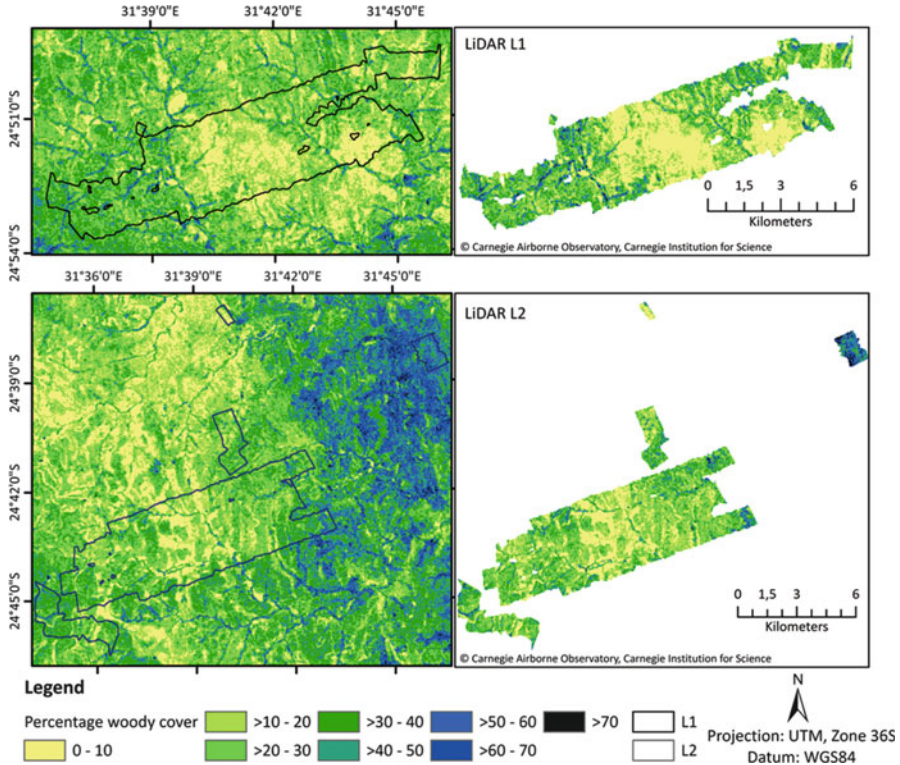 31°39'0"E 31°42'0"E 31°45'0"E
24°51'0"S
24°54'0"S
LiDAR L1
0 1,5 3 6
Kilometers
© Carnegie Airborne Observatory, Carnegie Institution for Science
31°36'0"E 31°39'0"E 31°42'0"E 31°45'0"E
24°39'0"S
24°42'0"S
24°45'0"S
LiDAR L2
0 1,5 3 6
Kilometers
© Carnegie Airborne Observatory, Carnegie Institution for Science
Legend
Percentage woody cover
0 - 10
>10 - 20
>20 - 30
>30 - 40
>40 - 50
>50 - 60
>60 - 70
>70
L1
L2
N
Projection: UTM, Zone 36S
Datum: WGS84